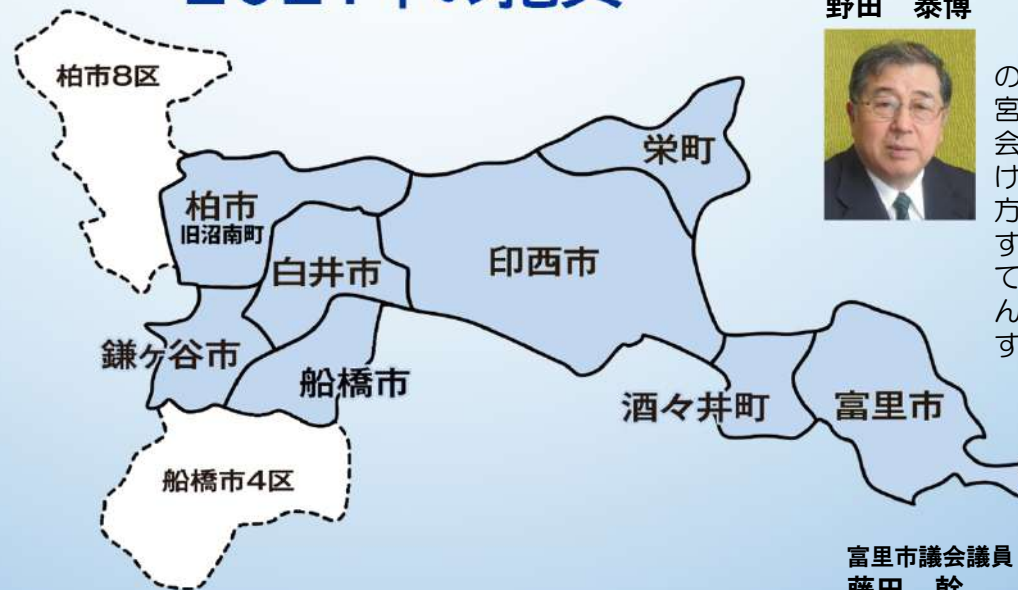 野田 泰博
柏市8区
栄町
柏市
旧沼南町
白井市
印西市
鎌ヶ谷市
船橋市
酒々井町
富里市
船橋市4区
の
宮
会
け
方
す
て
ん
す
富里市議会議員